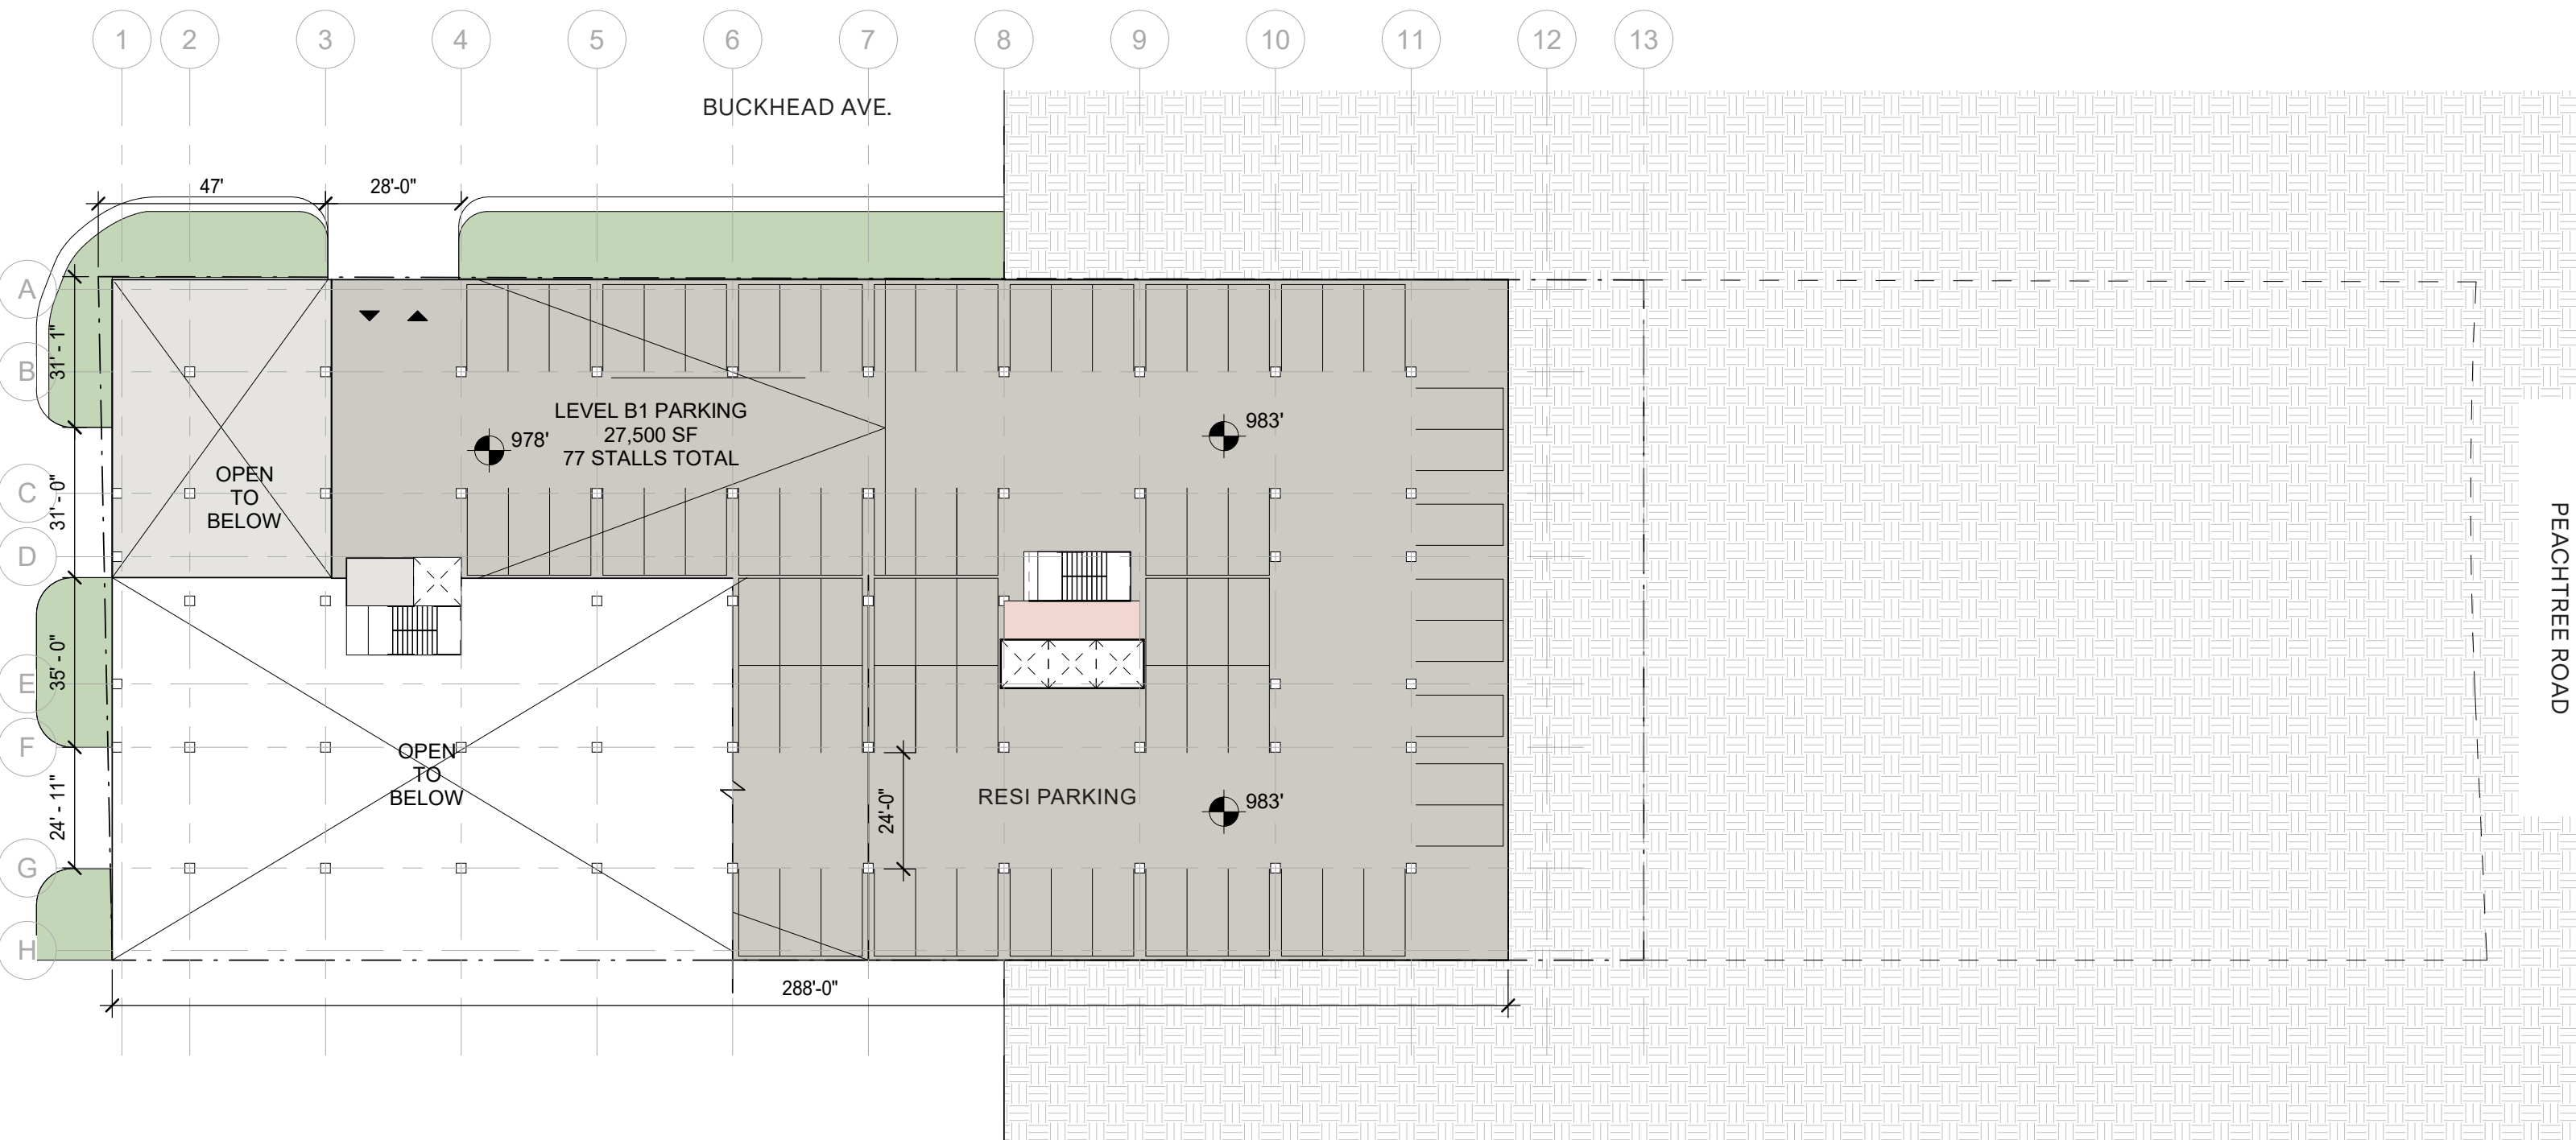 1 2 3 4 5 6 7 8 9 10 11 12 13
BUCKHEAD AVE.
47' 28'-0"
A
B
C
D
E
F
G
H
31' - 1"
31' - 0"
35' - 0"
24' - 11"
OPEN
TO
BELOW
978'
LEVEL B1 PARKING
27,500 SF
77 STALLS TOTAL
983'
OPEN
TO
BELOW
24'-0"
RESI PARKING
983'
288'-0"
PEACHTREE ROAD